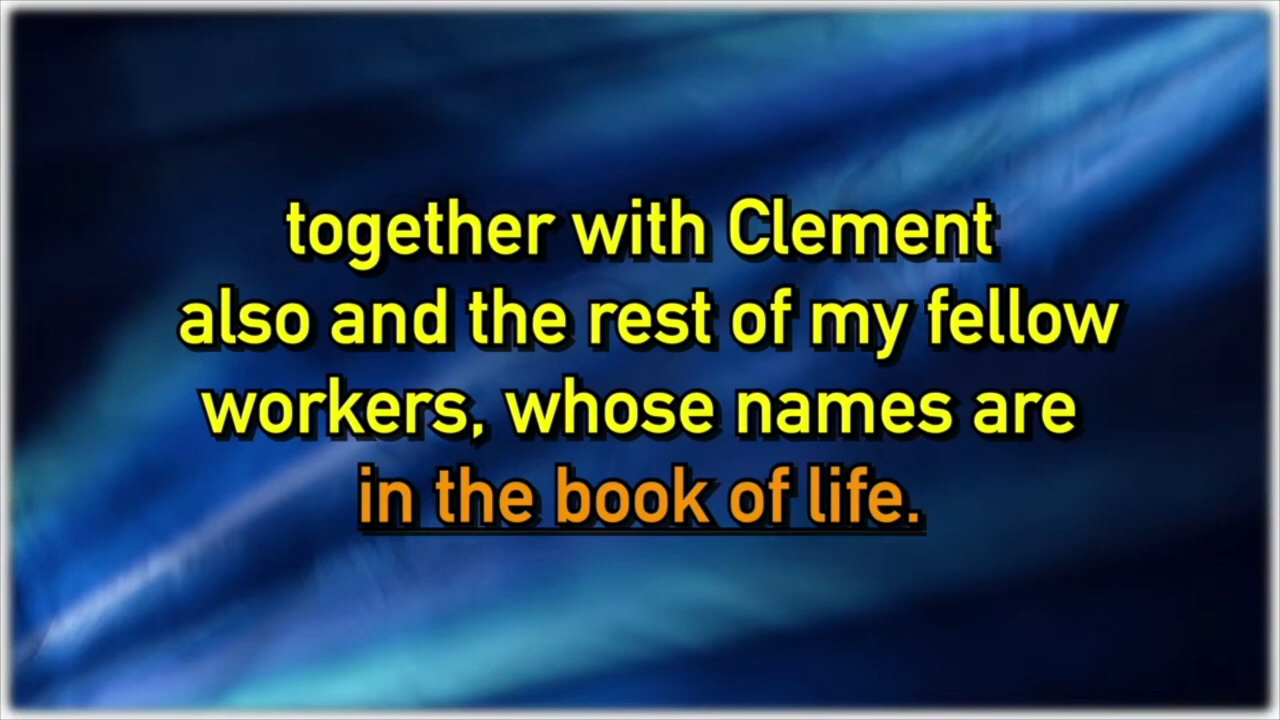 together with Clement
also and the rest of my fellow
workers, whose names are
in the book of life.